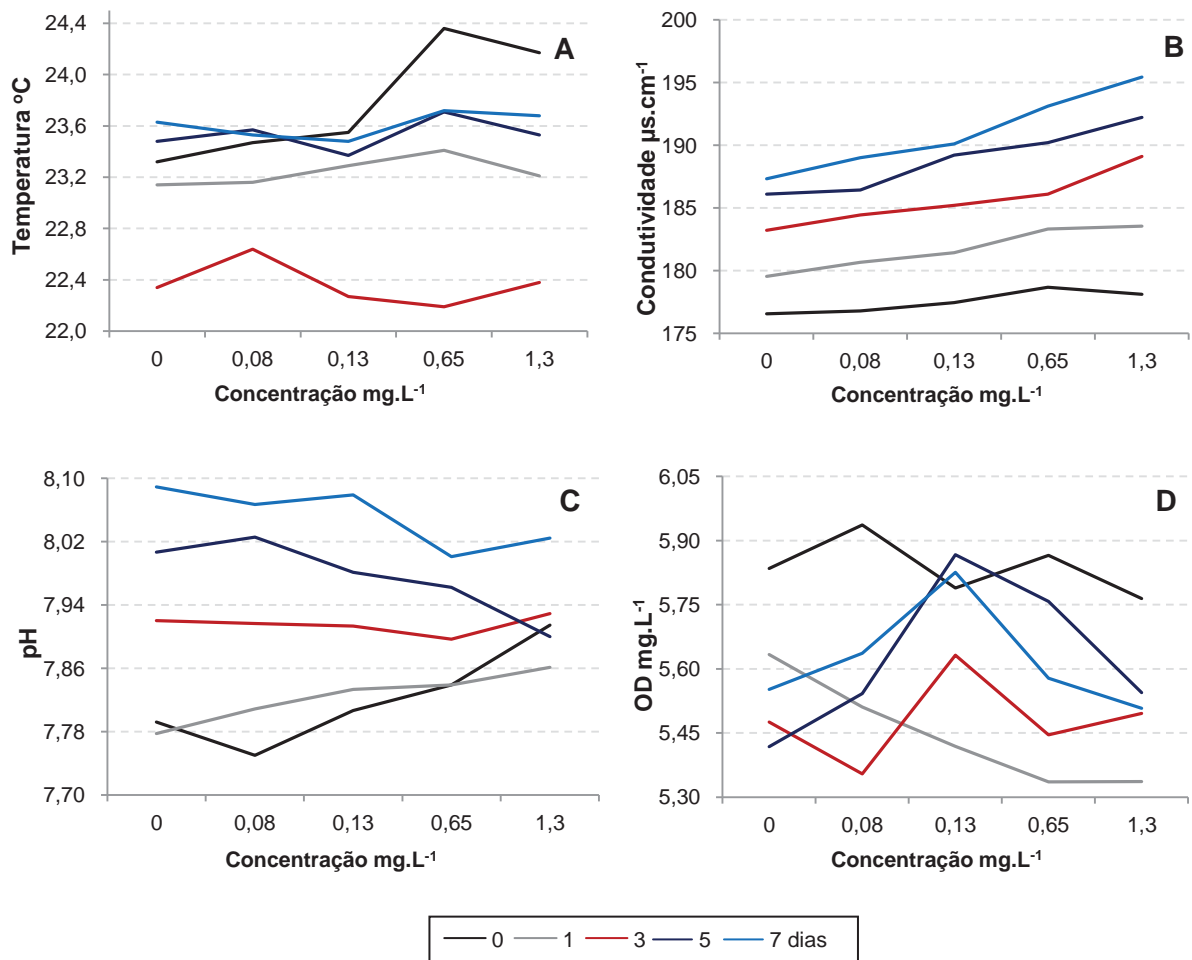 A
Temperatura ºC
24,4
24,0
23,6
23,2
22,8
22,4
22,0
0 0,08 0,13 0,65 1,3
Concentração mg.L-1
B
Condutividade µs.cm-1
200
195
190
185
180
175
0 0,08 0,13 0,65 1,3
Concentração mg.L-1
C
pH
8,10
8,02
7,94
7,86
7,78
7,70
0 0,08 0,13 0,65 1,3
Concentração mg.L-1
D
OD mg.L-1
6,05
5,90
5,75
5,60
5,45
5,30
0 0,08 0,13 0,65 1,3
Concentração mg.L-1
0 1 3 5 7 dias